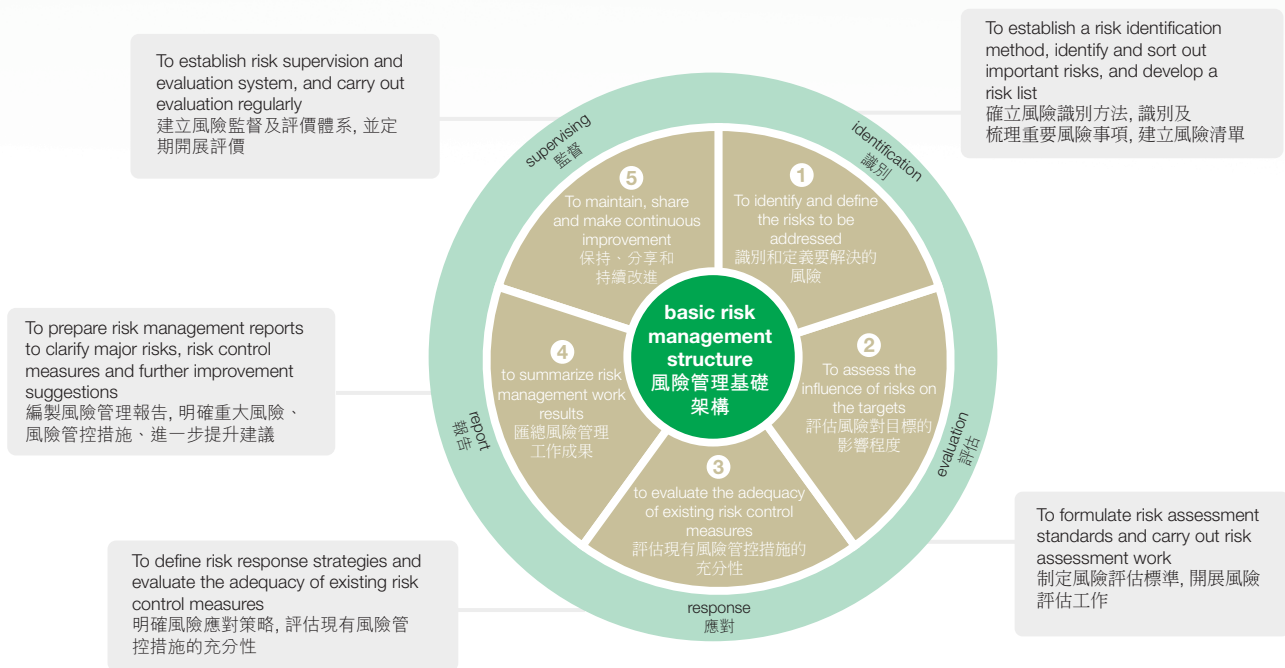 To establish risk supervision and
evaluation system, and carry out
evaluation regularly
建立風險監督及評價體系, 並定
期開展評價
To establish a risk identification
method, identify and sort out
important risks, and develop a
risk list
確立風險識別方法, 識別及
梳理重要風險事項, 建立風險清單
supervising
監督
identification
識別
5
To maintain, share
and make continuous
improvement
保持、分享和
持續改進
1
To identify and define
the risks to be
addressed
識別和定義要解決的
風險
basic risk
management
structure
風險管理基礎
架構
To prepare risk management reports
to clarify major risks, risk control
measures and further improvement
suggestions
編製風險管理報告, 明確重大風險、
風險管控措施、進一步提升建議
4
to summarize risk
management work
results
匯總風險管理
工作成果
2
To assess the
influence of risks on
the targets
評估風險對目標的
影響程度
report
報告
evaluation
評估
3
to evaluate the adequacy
of existing risk control
measures
評估現有風險管控措施的
充分性
To formulate risk assessment
standards and carry out risk
assessment work
制定風險評估標準, 開展風險
評估工作
To define risk response strategies and
evaluate the adequacy of existing risk
control measures
明確風險應對策略, 評估現有風險管
控措施的充分性
response
應對